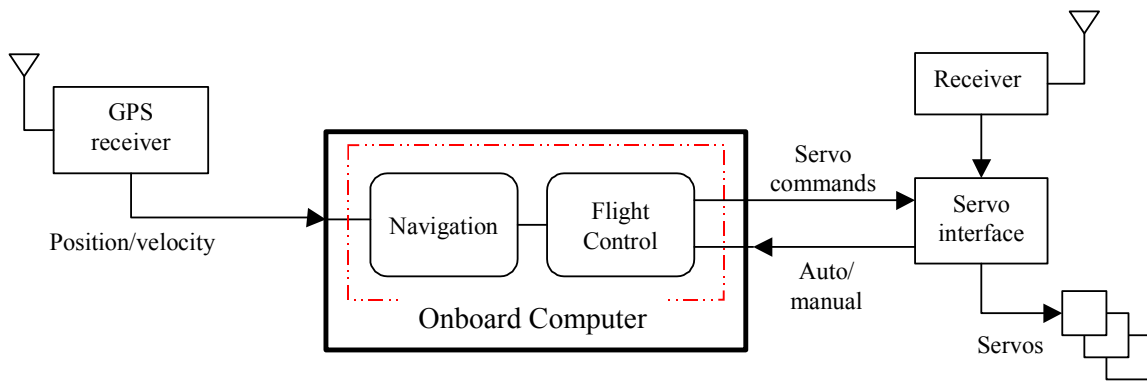 GPS
receiver
Position/velocity
Navigation
Flight
Control
Onboard Computer
Servo
commands
Auto/
manual
Receiver
Servo
interface
Servos